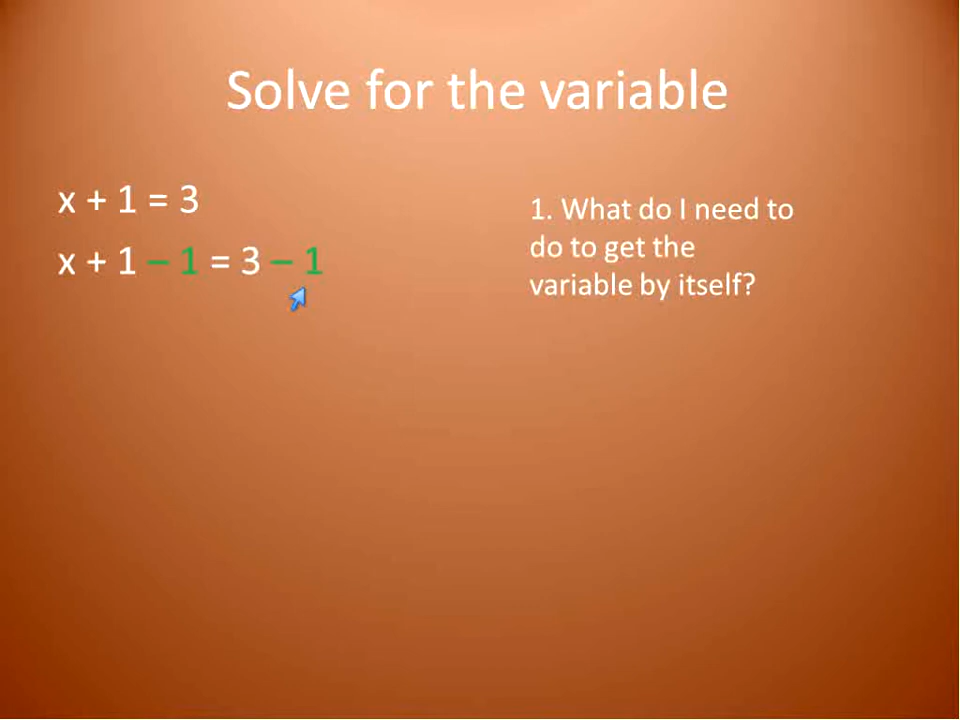 Solve for the variable
x + 1 = 3
x + 1 – 1 = 3 – 1
1. What do I need to
do to get the
variable by itself?